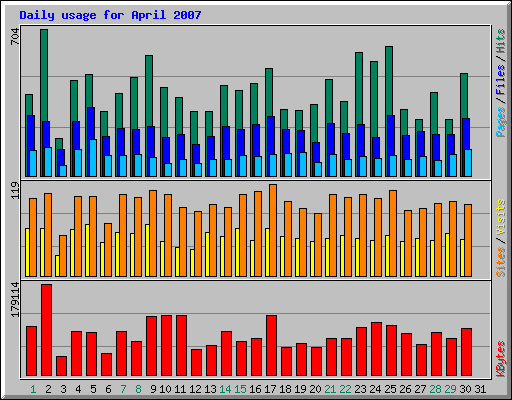 Daily usage for April 2007
704
Pages / Files / Hits
119
Sites / Visits
179114
KBytes
1 2 3 4 5 6 7 8 9 10 11 12 13 14 15 16 17 18 19 20 21 22 23 24 25 26 27 28 29 30 31